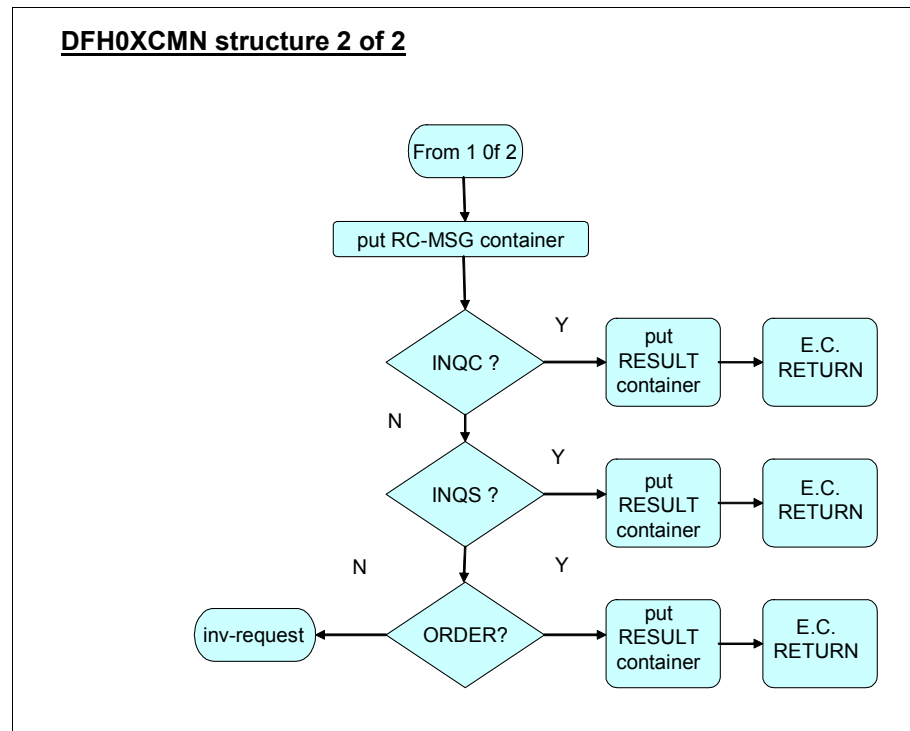 DFH0XCMN structure 2 of 2
From 1 0f 2
put RC-MSG container
INQC ?
Y
put
RESULT
container
E.C.
RETURN
N
INQS ?
Y
put
RESULT
container
E.C.
RETURN
N
Y
inv-request
ORDER?
put
RESULT
container
E.C.
RETURN